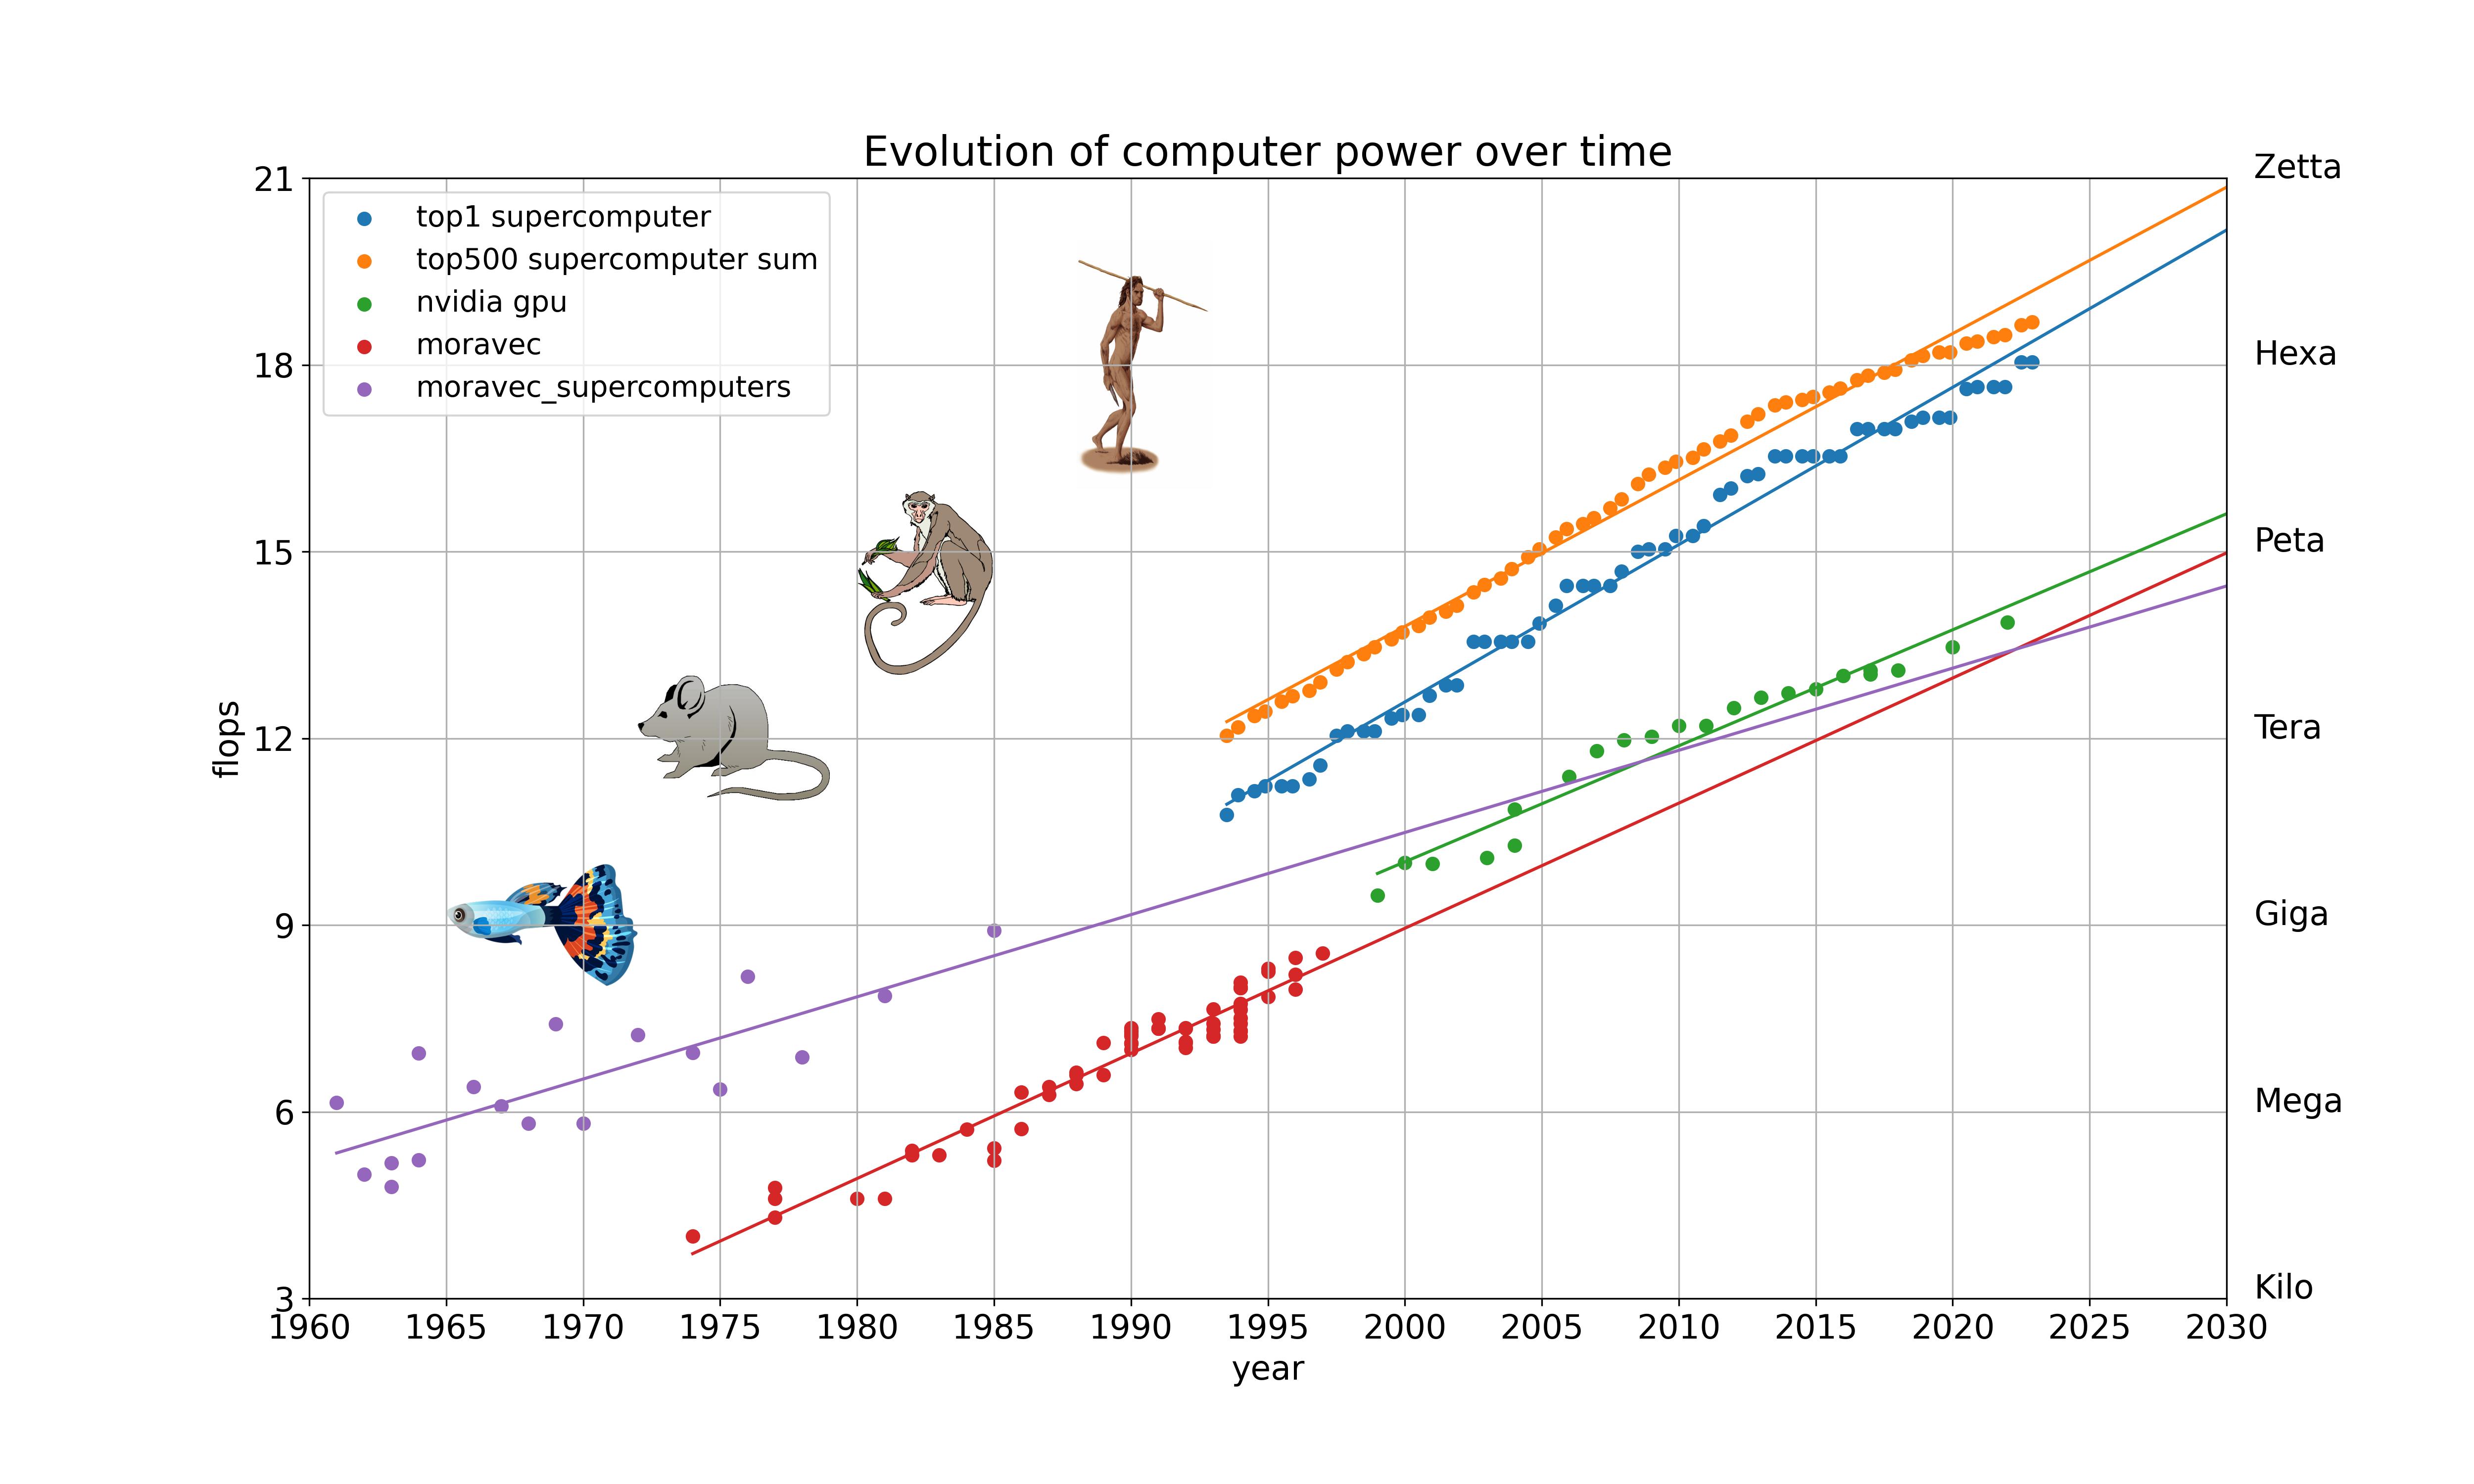 Evolution of computer power over time
top1 supercomputer
top500 supercomputer sum
nvidia gpu
moravec
moravec_supercomputers
flops
21
18
15
12
9
6
3
Zetta
Hexa
Peta
Tera
Giga
Mega
Kilo
1960 1965 1970 1975 1980 1985 1990 1995 2000 2005 2010 2015 2020 2025 2030
year